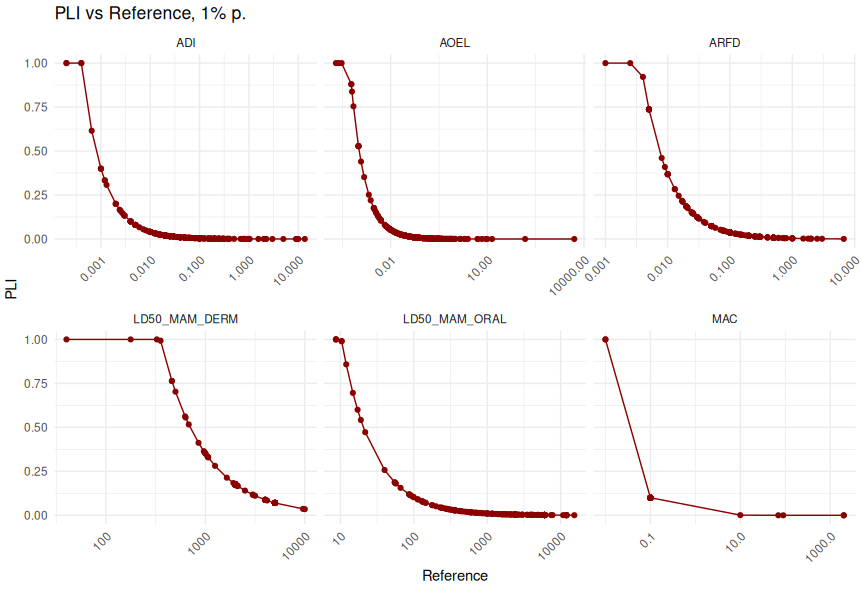 PLI vs Reference, 1% p.
ADI
AOEL
ARFD
1.00
0.75
0.50
0.25
0.00
0.001 0.010 0.100 1.000 10.000
0.01 10.00 10000.00
0.001 0.010 0.100 1.000 10.000
PLI
LD50_MAM_DERM
LD50_MAM_ORAL
MAC
1.00
0.75
0.50
0.25
0.00
100 1000 10000
10 100 1000 10000
0.1 10.0 1000.0
Reference